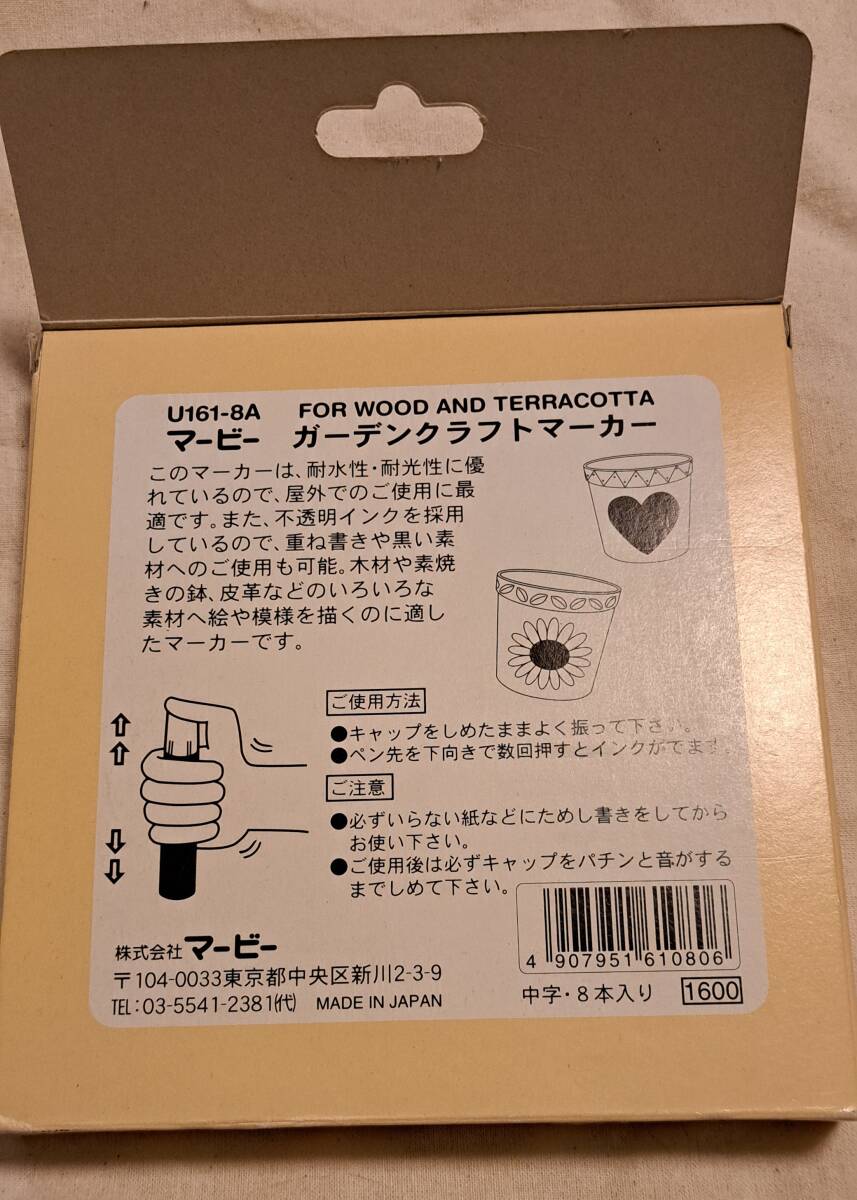 U161-8A FOR WOOD AND TERRACOTTA
マービー ガーデンクラフトマーカー
このマーカーは、耐水性・耐光性に優
れているので、屋外でのご使用に最
適です。また、不透明インクを採用
しているので、重ね書きや黒い素
材へのご使用も可能。木材や素焼
きの鉢、皮革などのいろいろな
素材へ絵や模様を描くのに適し
たマーカーです。
ご使用方法
●キャップをしめたままよく振って下さい。
●ペン先を下向きで数回押すとインクがでます。
ご注意
●必ずいらない紙などにためし書きをしてから
お使い下さい。
●ご使用後は必ずキャップをパチンと音がする
までしめて下さい。
株式会社 マービー
〒104-0033東京都中央区新川2-3-9
TEL:03-5541-2381㈹ MADE IN JAPAN
4 907951 610806
中字・8本入り 1600